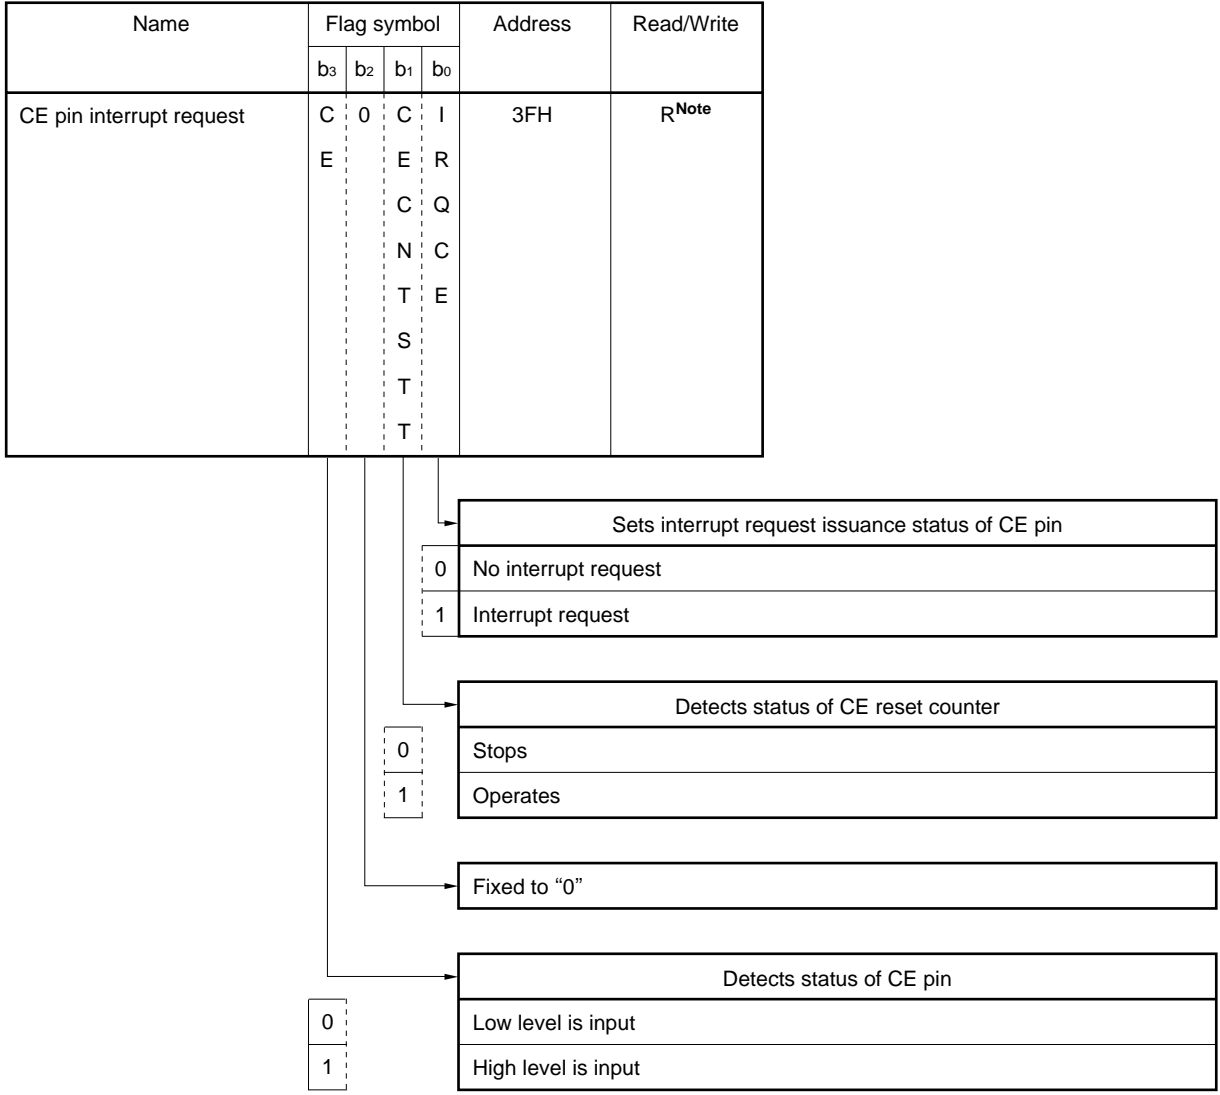 Name Flag symbol Address Read/Write
b3 b2 b1 b0
CE pin interrupt request C 0 C I 3FH RNote
E E R
C Q
N C
T E
S
T
T
Sets interrupt request issuance status of CE pin
0 No interrupt request
1 Interrupt request
Detects status of CE reset counter
0 Stops
1 Operates
Fixed to “0”
Detects status of CE pin
0 Low level is input
1 High level is input